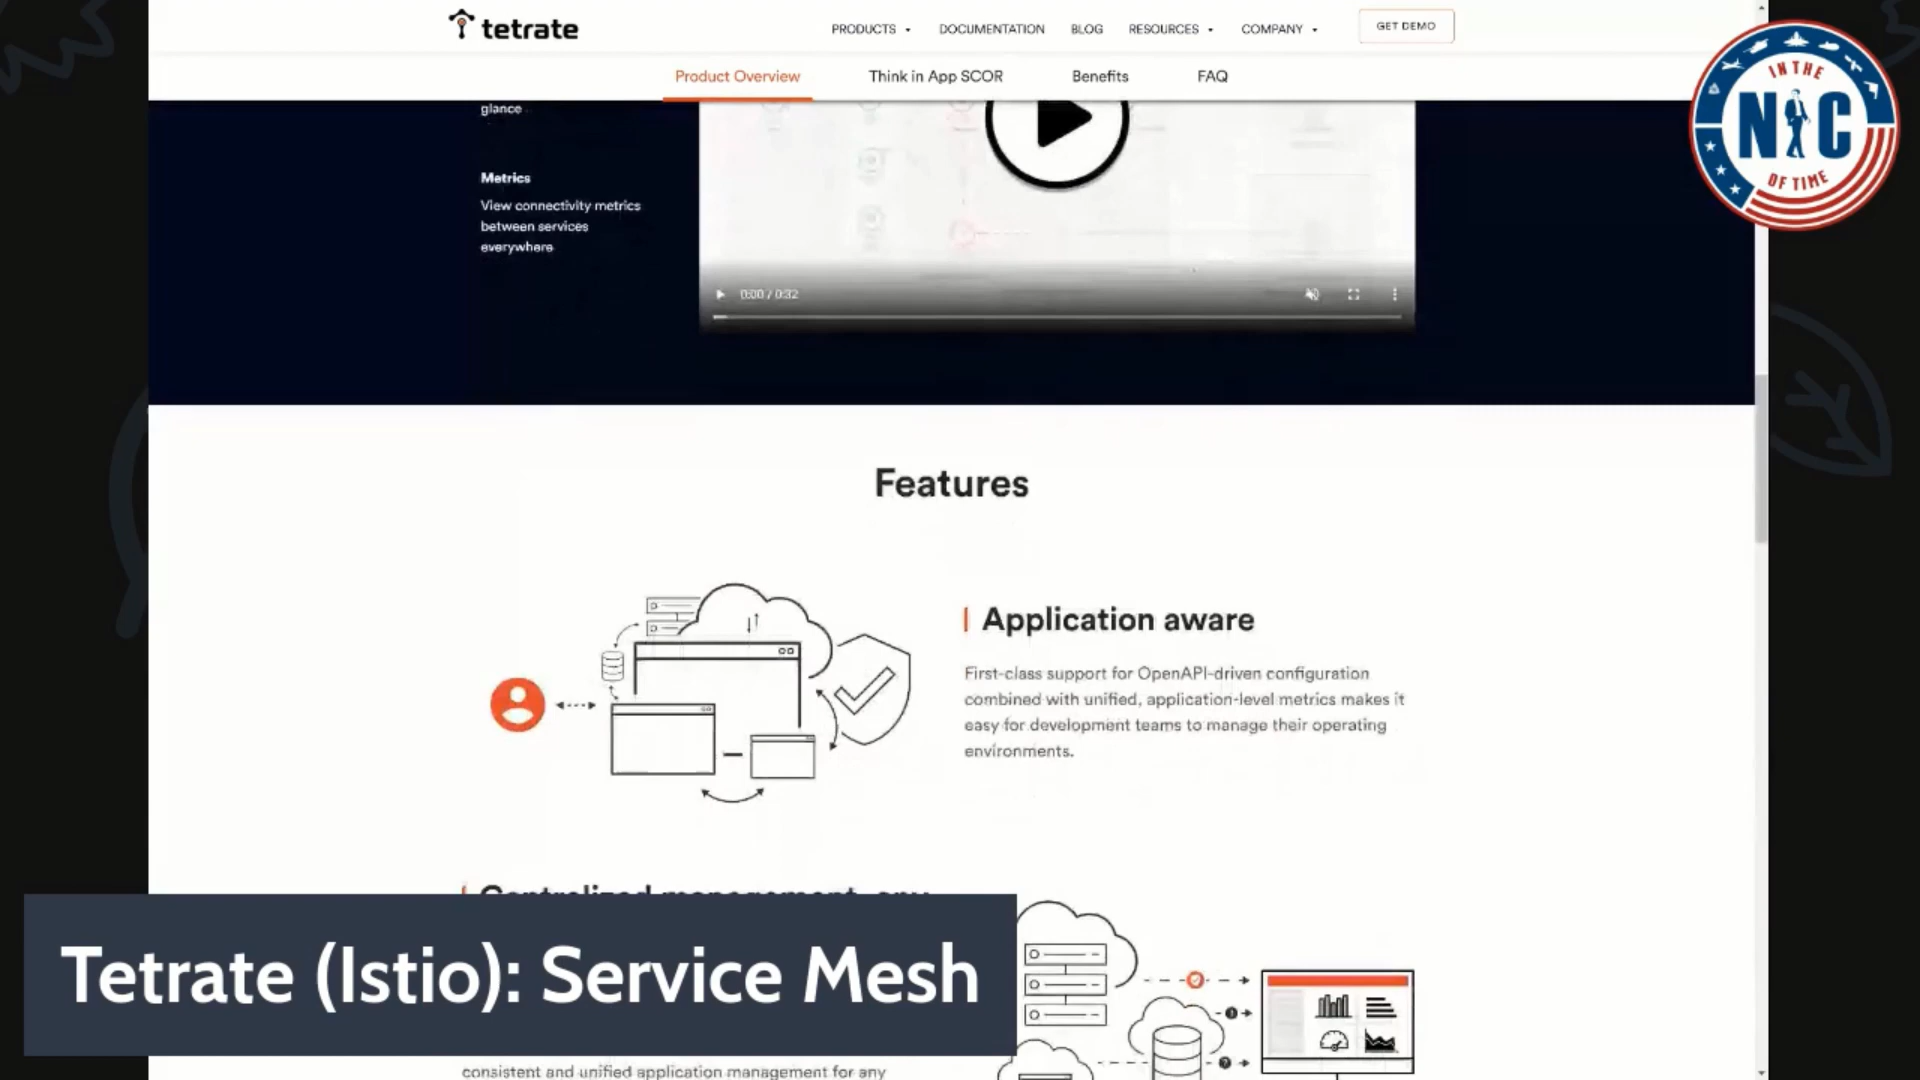 tetrate
PRODUCTS
DOCUMENTATION
BLOG
RESOURCES
COMPANY
GET DEMO
Product Overview
Think in App SCOR
Benefits
FAQ
IN THE
NIC
OF TIME
glance
Metrics
View connectivity metrics
between services
everywhere
0:00 / 0:32
Features
Application aware
First-class support for OpenAPI-driven configuration
combined with unified, application-level metrics makes it
easy for development teams to manage their operating
environments.
Centralized management, any
Tetrate (Istio): Service Mesh
consistent and unified application management for any